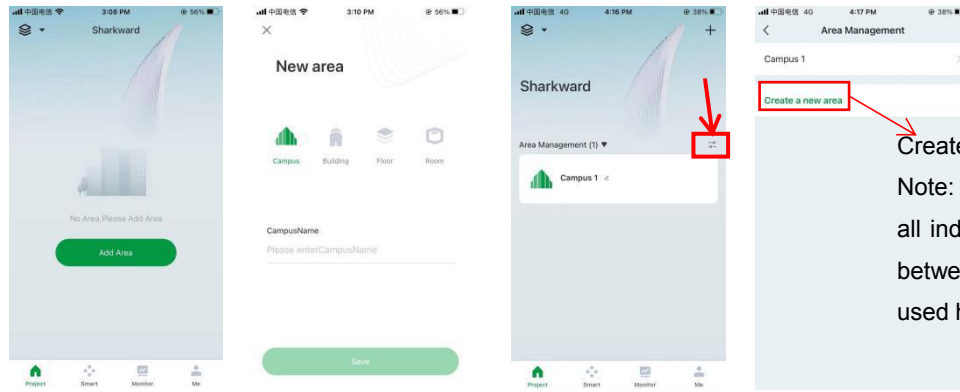 中国电信 3:08 PM 56%
Sharkward
No Area,Please Add Area
Add Area
Project Smart Monitor Me
中国电信 3:10 PM 56%
New area
Campus Building Floor Room
CampusName
Please enterCampusName
Save
中国电信 4G 4:16 PM 38%
Sharkward
Area Management (1)
Campus 1
Project Smart Monitor Me
中国电信 4G 4:17 PM 38%
Area Management
Campus 1
Create a new area
Create
Note:
all ind
betwe
used h